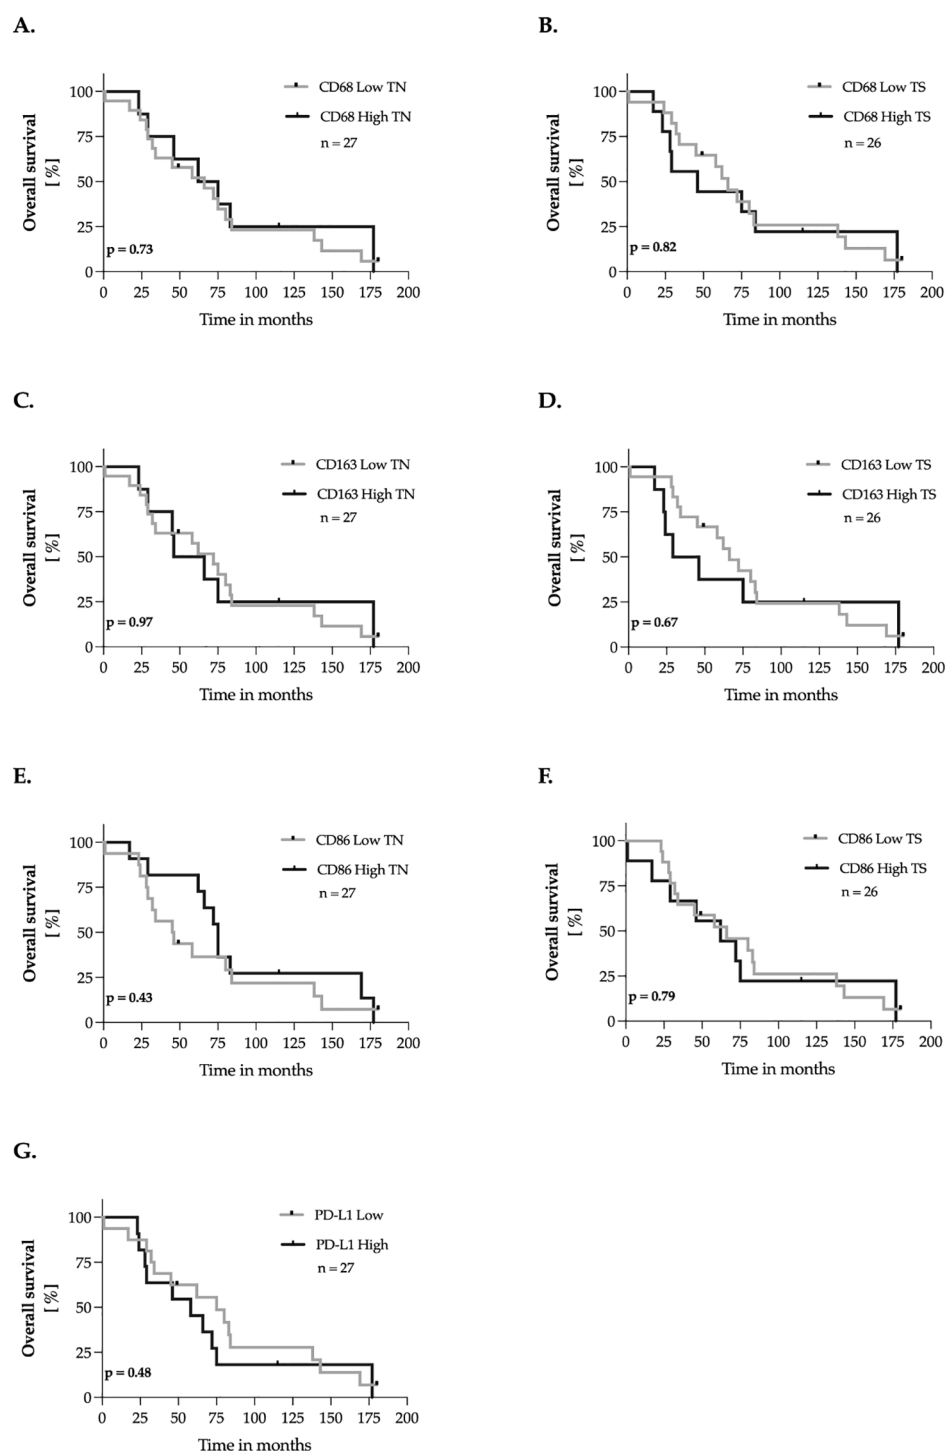 A.
Overall survival
[ %]
100
75
50
25
0
CD68 Low TN
CD68 High TN
n = 27
p = 0.73
0 25 50 75 100 125 150 175 200
Time in months
B.
Overall survival
[ %]
100
75
50
25
0
CD68 Low TS
CD68 High TS
n = 26
p = 0.82
0 25 50 75 100 125 150 175 200
Time in months
C.
Overall survival
[ %]
100
75
50
25
0
CD163 Low TN
CD163 High TN
n = 27
p = 0.97
0 25 50 75 100 125 150 175 200
Time in months
D.
Overall survival
[ %]
100
75
50
25
0
CD163 Low TS
CD163 High TS
n = 26
p = 0.67
0 25 50 75 100 125 150 175 200
Time in months
E.
Overall survival
[ %]
100
75
50
25
0
CD86 Low TN
CD86 High TN
n = 27
p = 0.43
0 25 50 75 100 125 150 175 200
Time in months
F.
Overall survival
[ %]
100
75
50
25
0
CD86 Low TS
CD86 High TS
n = 26
p = 0.79
0 25 50 75 100 125 150 175 200
Time in months
G.
Overall survival
[ %]
100
75
50
25
0
PD-L1 Low
PD-L1 High
n = 27
p = 0.48
0 25 50 75 100 125 150 175 200
Time in months